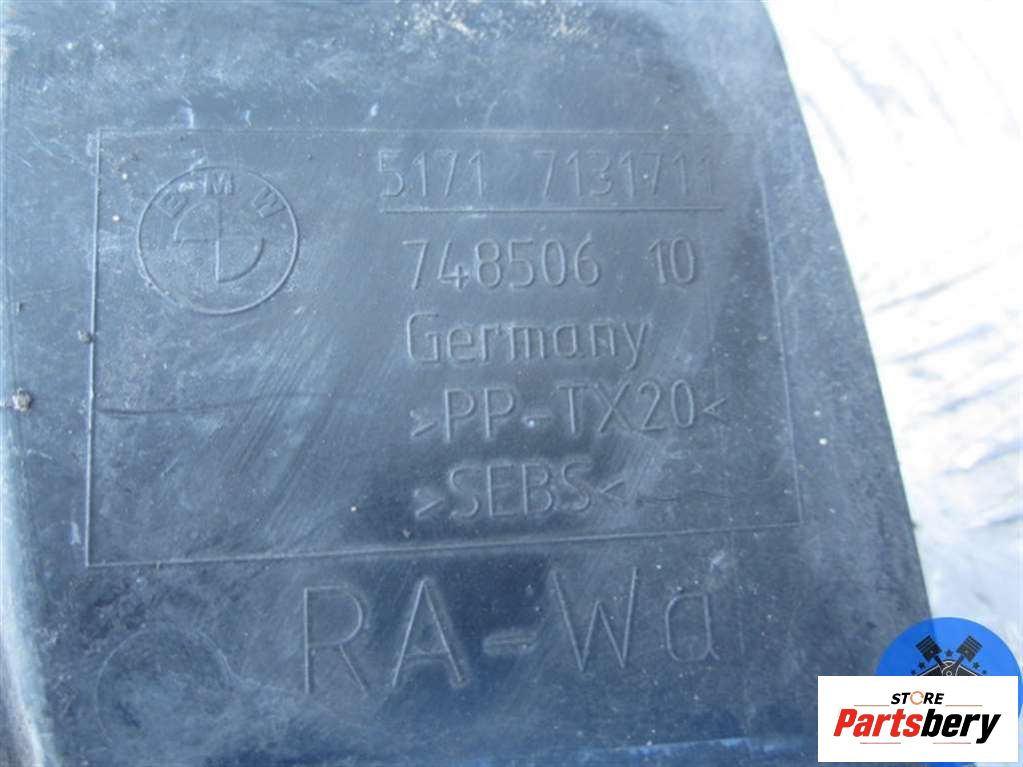 BMW
5171 7131711
748506 10
Germany
>PP-TX20<
>SEBS<
RA-Wa
STORE
Partsbery